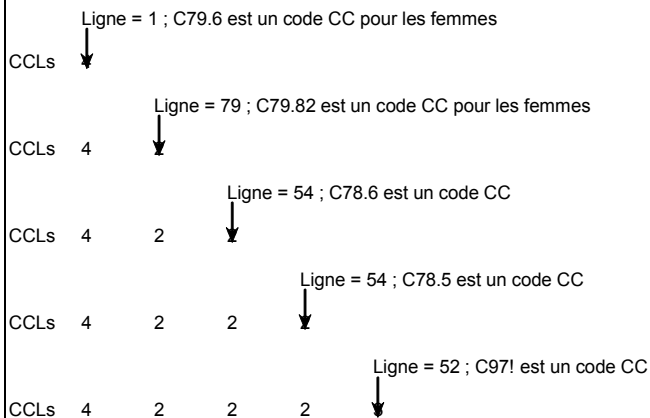 Ligne = 1 ; C79.6 est un code CC pour les femmes
CCLs
Ligne = 79 ; C79.82 est un code CC pour les femmes
CCLs 4
Ligne = 54 ; C78.6 est un code CC
CCLs 4 2
Ligne = 54 ; C78.5 est un code CC
CCLs 4 2 2
Ligne = 52 ; C97! est un code CC
CCLs 4 2 2 2